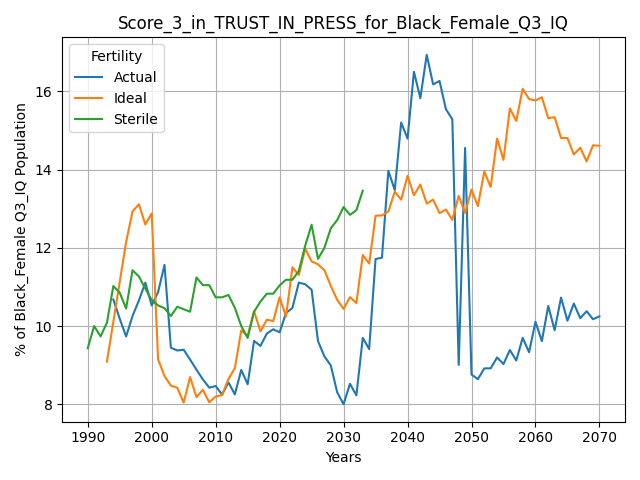 Score_3_in_TRUST_IN_PRESS_for_Black_Female_Q3_IQ
Fertility
Actual
Ideal
Sterile
% of Black_Female Q3_IQ Population
16
14
12
10
8
1990 2000 2010 2020 2030 2040 2050 2060 2070
Years